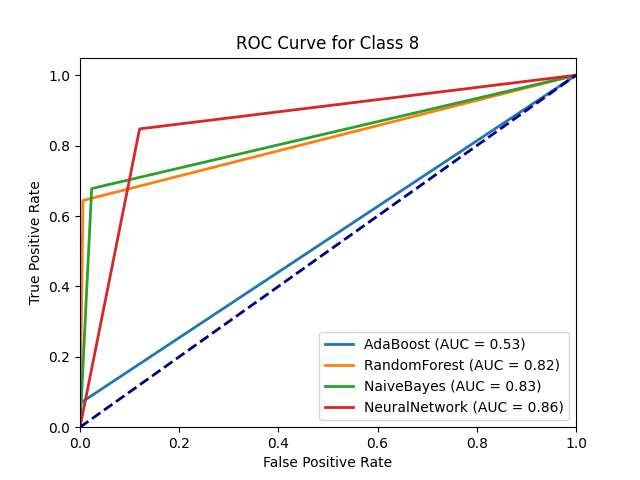 ROC Curve for Class 8
True Positive Rate
1.0
0.8
0.6
0.4
0.2
0.0
AdaBoost (AUC = 0.53)
RandomForest (AUC = 0.82)
NaiveBayes (AUC = 0.83)
NeuralNetwork (AUC = 0.86)
0.0 0.2 0.4 0.6 0.8 1.0
False Positive Rate